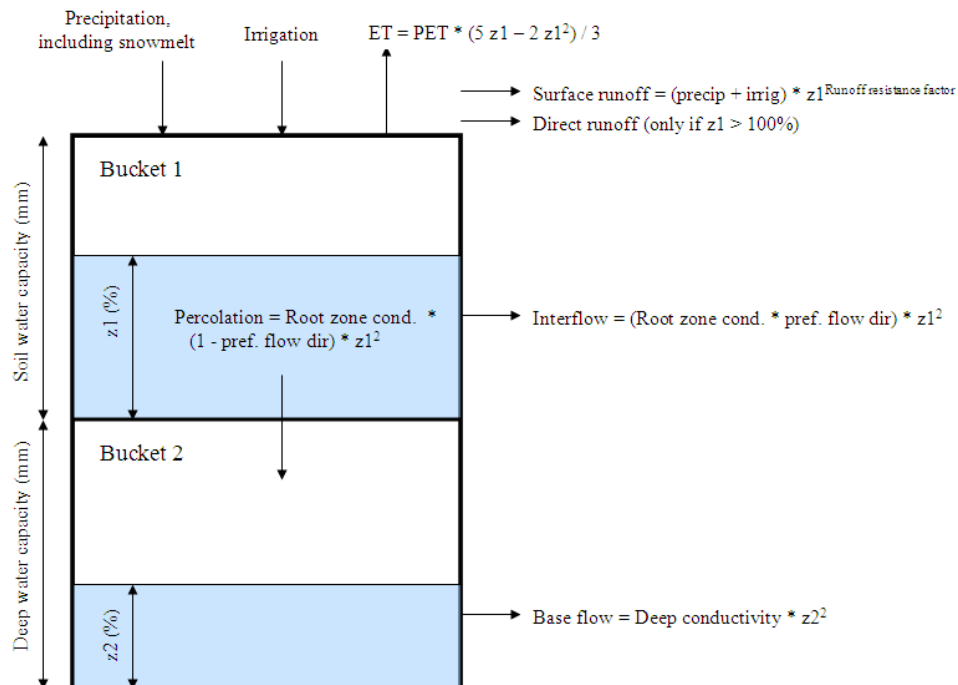 Precipitation,
including snowmelt
Irrigation
ET = PET * (5 z1 – 2 z1²) / 3
Surface runoff = (precip + irrig) * z1^Runoff resistance factor
Direct runoff (only if z1 > 100%)
Bucket 1
Soil water capacity (mm)
z1 (%)
Percolation = Root zone cond. *
(1 - pref. flow dir) * z1²
Interflow = (Root zone cond. * pref. flow dir) * z1²
Bucket 2
Deep water capacity (mm)
z2 (%)
Base flow = Deep conductivity * z2²